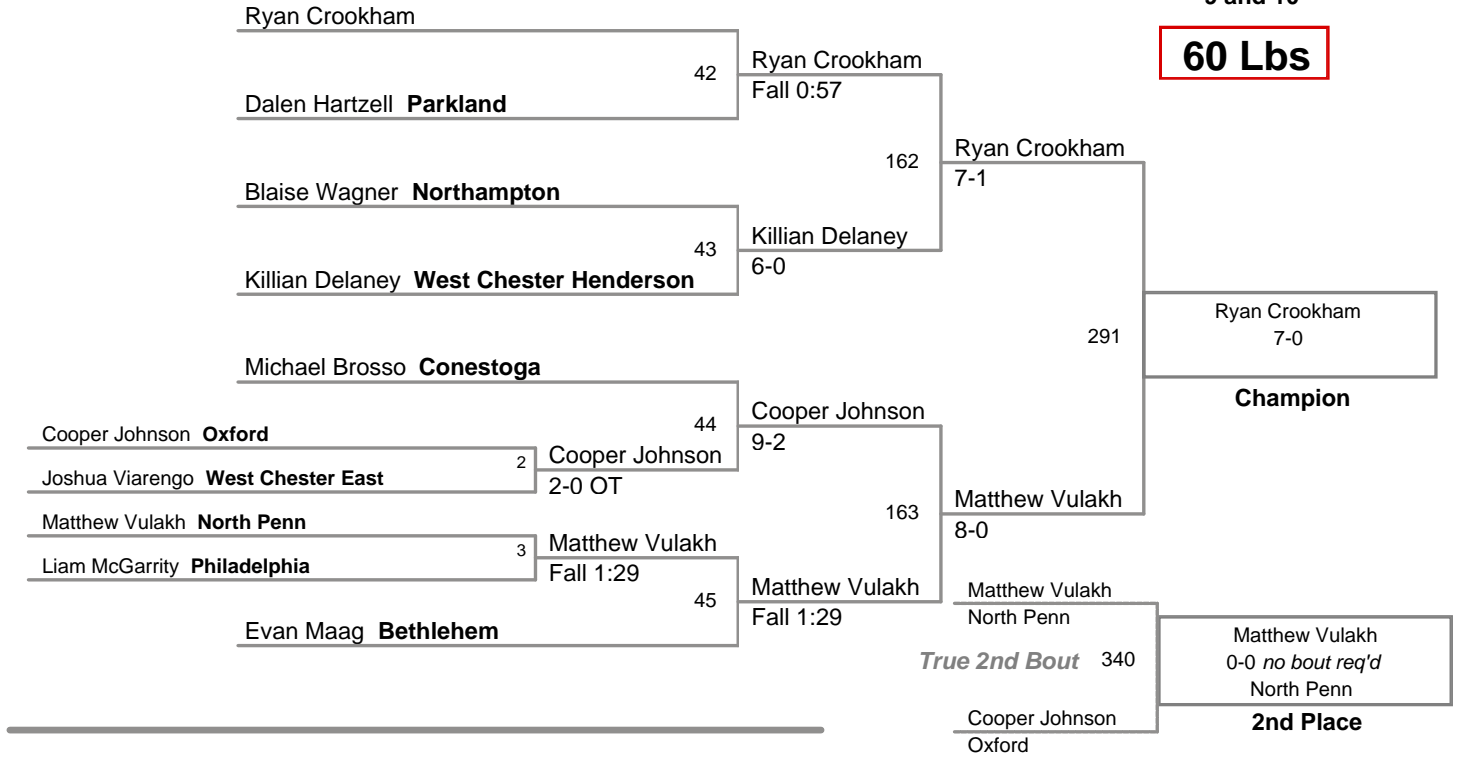 Ryan Crookham
60 Lbs
42
Ryan Crookham
Fall 0:57
Dalen Hartzell Parkland
162
Ryan Crookham
7-1
Blaise Wagner Northampton
43
Killian Delaney
6-0
Killian Delaney West Chester Henderson
291
Ryan Crookham
7-0
Champion
Michael Brosso Conestoga
44
Cooper Johnson
9-2
Cooper Johnson Oxford
2
Cooper Johnson
2-0 OT
Joshua Viarengo West Chester East
163
Matthew Vulakh
8-0
Matthew Vulakh North Penn
3
Matthew Vulakh
Fall 1:29
Liam McGarrity Philadelphia
45
Matthew Vulakh
Fall 1:29
Evan Maag Bethlehem
Matthew Vulakh
North Penn
True 2nd Bout 340
Matthew Vulakh
0-0 no bout req'd
North Penn
2nd Place
Cooper Johnson
Oxford